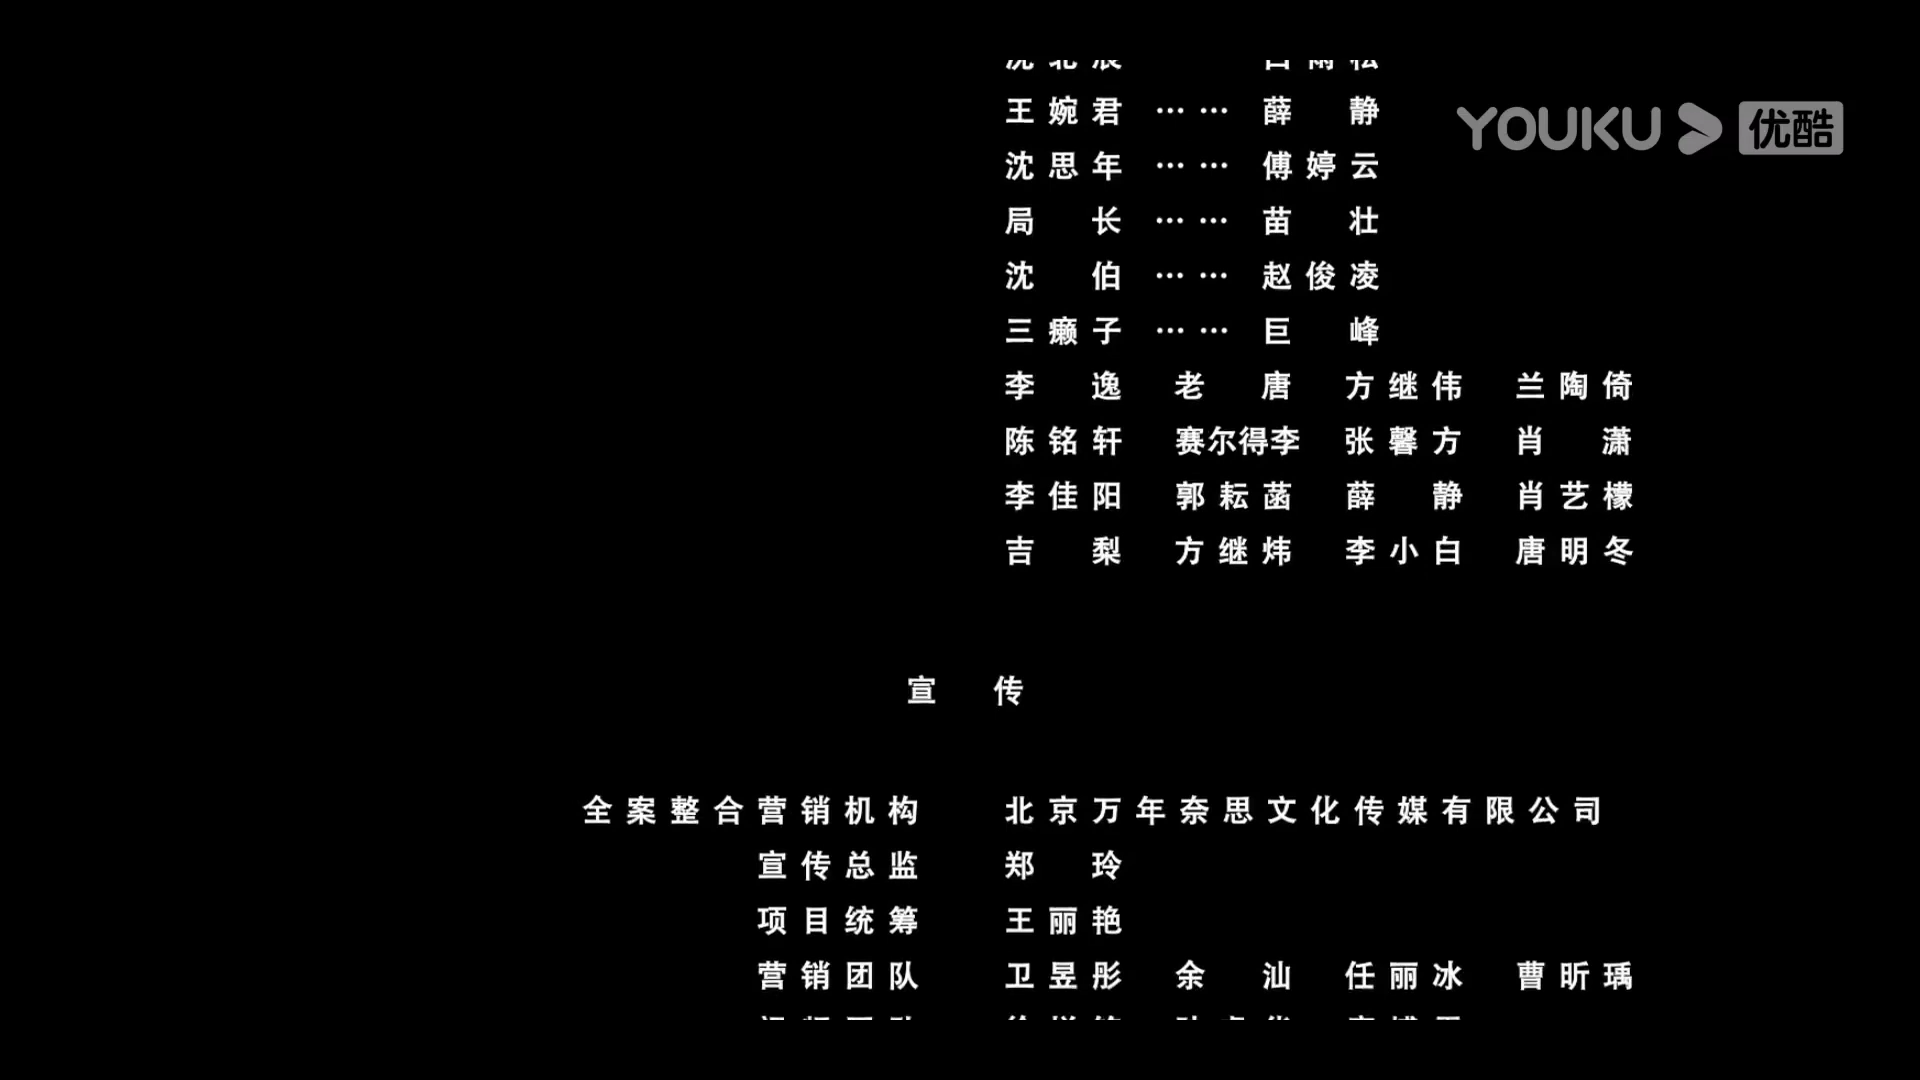 王婉君 …… 薛静
YOUKU 优酷
沈思年 …… 傅婷云
局长 …… 苗壮
沈伯 …… 赵俊凌
三癞子 …… 巨峰
李逸 老唐 方继伟 兰陶倚
陈铭轩 赛尔得李 张馨方 肖潇
李佳阳 郭耘菡 薛静 肖艺檬
吉梨 方继炜 李小白 唐明冬
宣传
全案整合营销机构 北京万年奈思文化传媒有限公司
宣传总监 郑玲
项目统筹 王丽艳
营销团队 卫昱彤 余汕 任丽冰 曹昕瑀